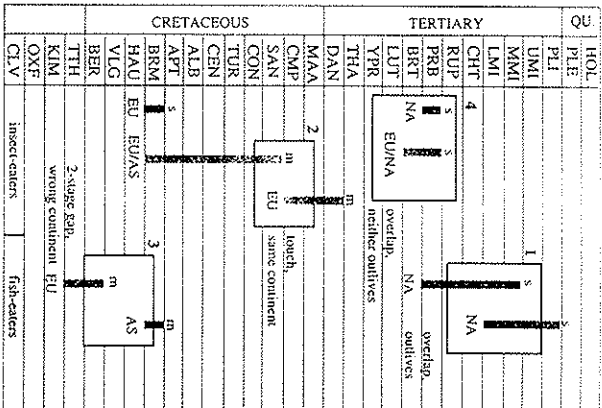 QU.
TERTIARY
CRETACEOUS
HOL
PLE
PLI
UMI
MMI
LMI
CHT
RUP
PRB
BRT
LUT
YPR
THA
DAN
MAA
CMP
SAN
CON
TUR
CEN
ALB
APT
BRM
HAU
VLG
BER
TTH
KIM
OXF
CLV
1
s
s
NA
NA
overlap,
outlives
4
s
s
NA
EU/NA
overlap,
neither outlives
2
m
m
EU/AS
EU
touch,
same continent
s
EU
3
m
m
EU
AS
2-stage gap,
wrong continent
insect-eaters
fish-eaters